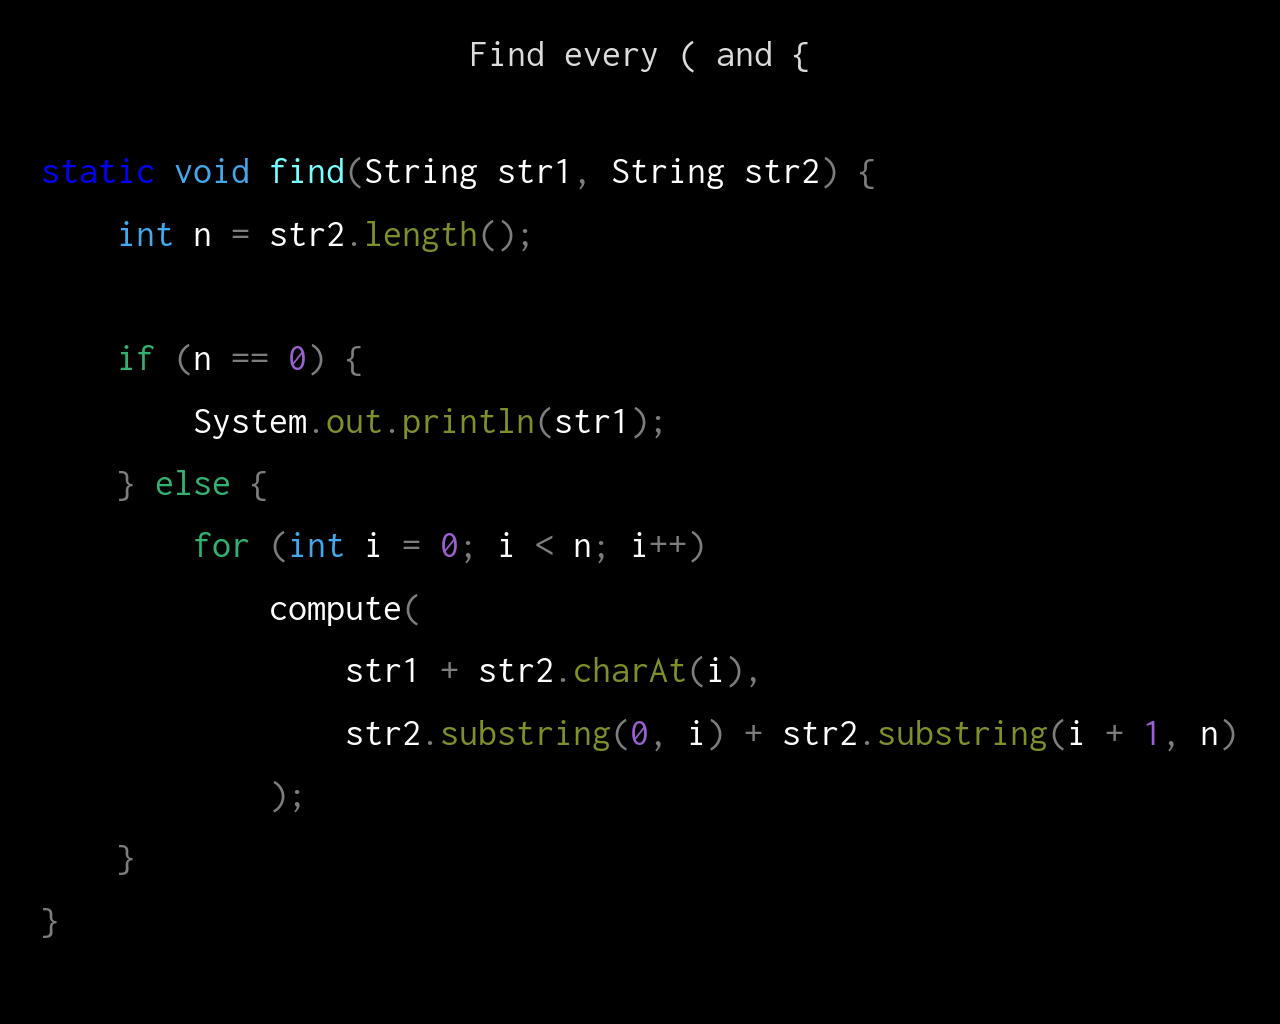 Find every ( and {
static void find(String str1, String str2) {
    int n = str2.length();
    if (n == 0) {
        System.out.println(str1);
    } else {
        for (int i = 0; i < n; i++)
            compute(
                str1 + str2.charAt(i),
                str2.substring(0, i) + str2.substring(i + 1, n)
            );
    }
}